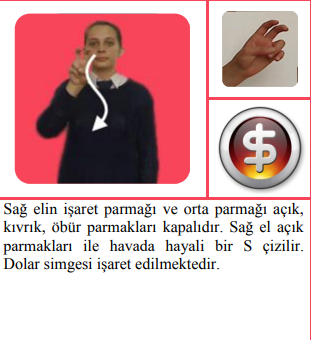 Sağ elin işaret parmağı ve orta parmağı açık,
kıvrık, öbür parmakları kapalıdır. Sağ el açık
parmakları ile havada hayali bir S çizilir.
Dolar simgesi işaret edilmektedir.